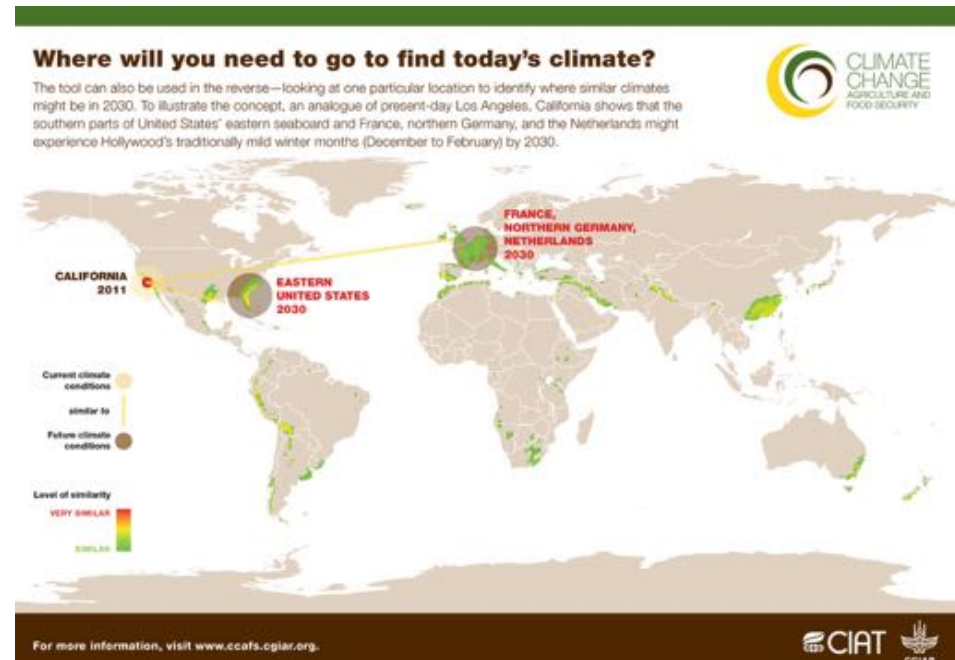 Where will you need to go to find today's climate?
The tool can also be used in the reverse—looking at one particular location to identify where similar climates
might be in 2030. To illustrate the concept, an analogue of present-day Los Angeles, California shows that the
southern parts of United States' eastern seaboard and France, northern Germany, and the Netherlands might
experience Hollywood's traditionally mild winter months (December to February) by 2030.
CLIMATE
CHANGE
AGRICULTURE AND
FOOD SECURITY
FRANCE,
NORTHERN GERMANY,
NETHERLANDS
2030
CALIFORNIA
2011
EASTERN
UNITED STATES
2030
Current climate
conditions
similar to
Future climate
conditions
Level of similarity
VERY SIMILAR
SIMILAR
For more information, visit www.ccafs.cgiar.org.
CIAT
CGIAR